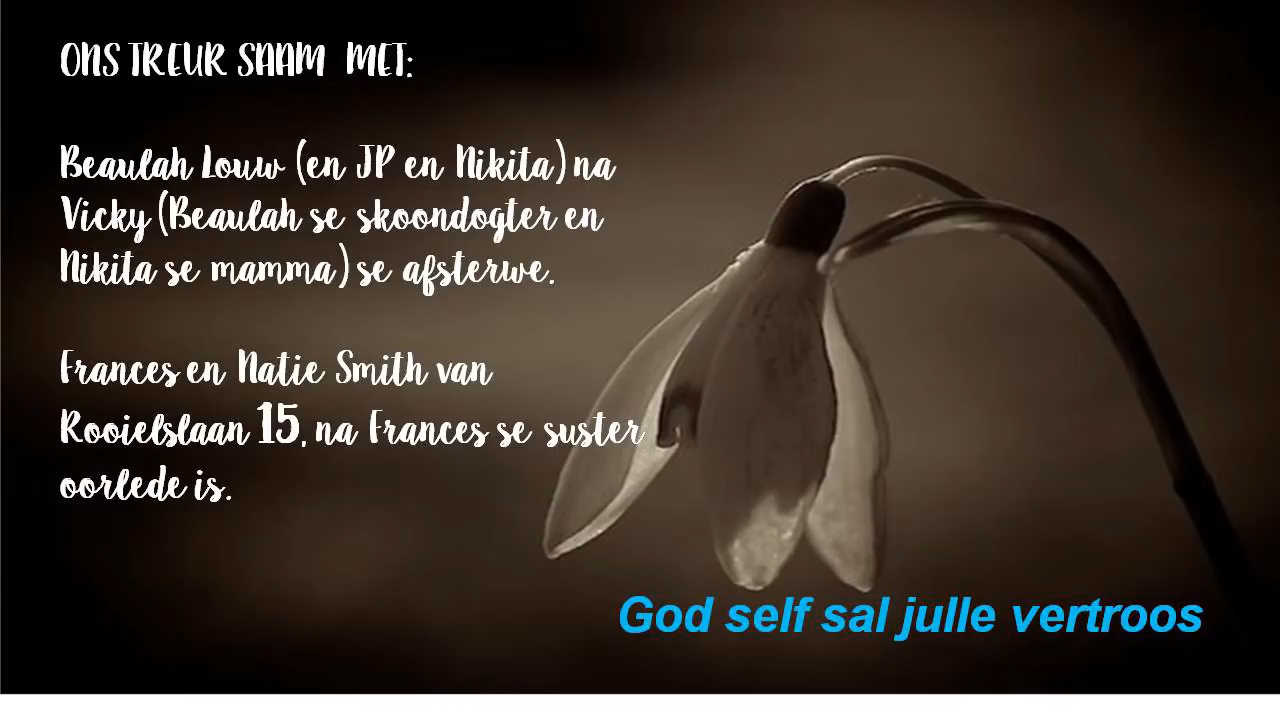 ONS TREUR SAAM MET:
Beaulah Louw (en JP en Nikita) na
Vicky (Beaulah se skoondogter en
Nikita se mamma) se afsterwe.
Frances en Natie Smith van
Rooielslaan 15, na Frances se suster
oorlede is.
God self sal julle vertroos